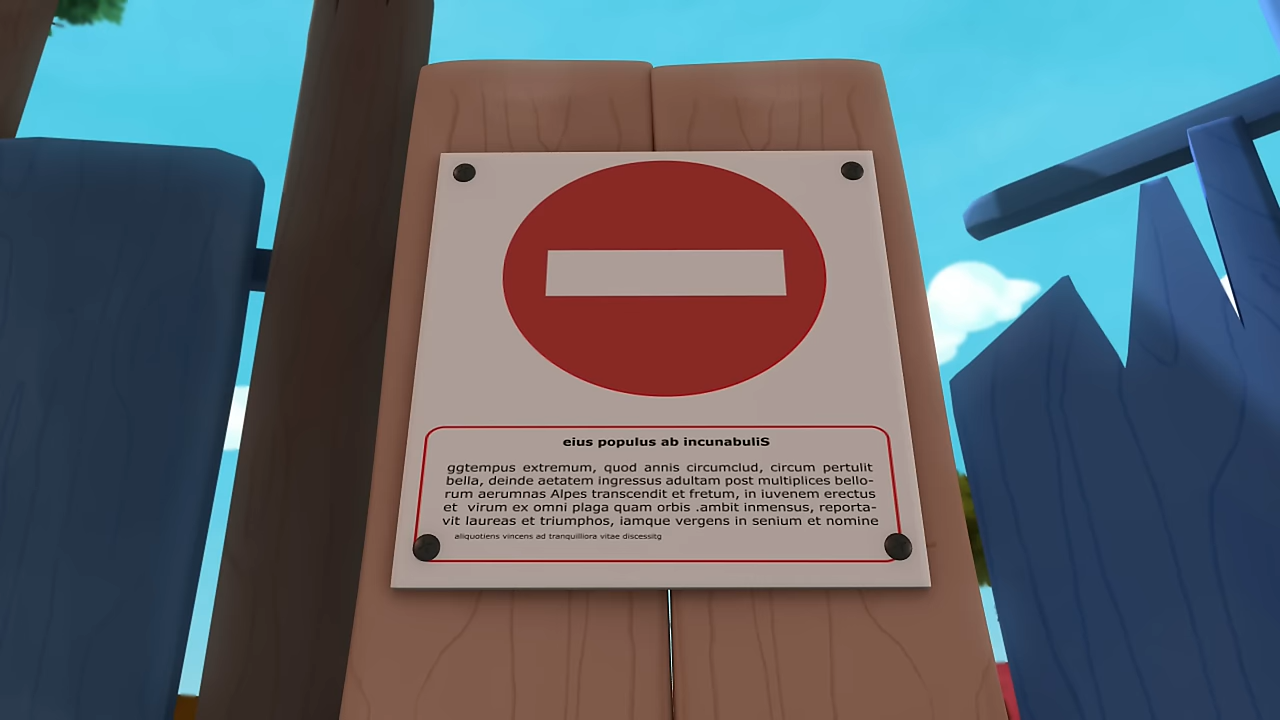 eius populus ab incunabuliS
ggtempus extremum, quod annis circumclud, circum pertulit
bella, deinde aetatem ingressus adultam post multiplices bello-
rum aerumnas Alpes transcendit et fretum, in iuvenem erectus
et virum ex omni plaga quam orbis .ambit inmensus, reporta-
vit laureas et triumphos, iamque vergens in senium et nomine
aliquotiens vincens ad tranquilliora vitae discessitg